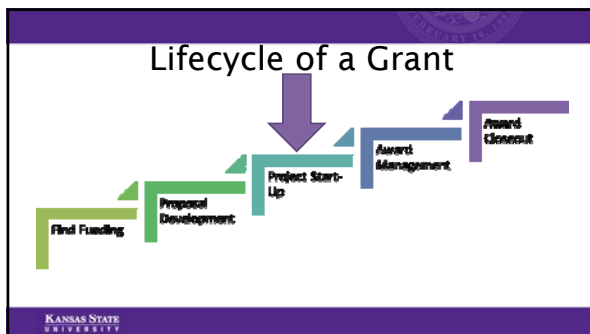 Lifecycle of a Grant
Find Funding
Proposal
Development
Project Start-
Up
Award
Management
Award
Closeout
KANSAS STATE
UNIVERSITY